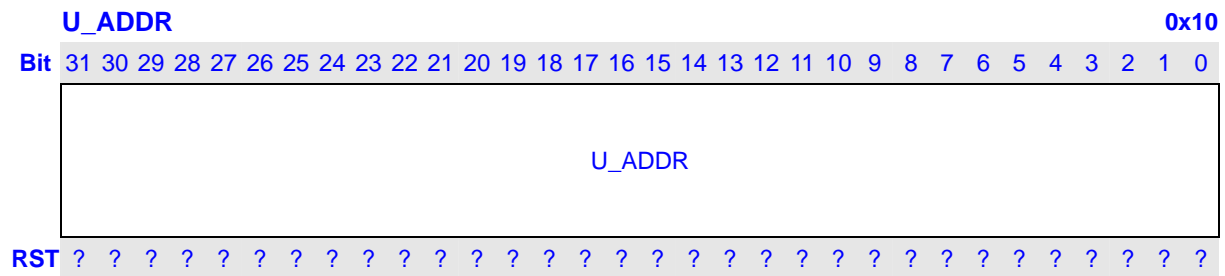 U_ADDR 0x10
Bit 31 30 29 28 27 26 25 24 23 22 21 20 19 18 17 16 15 14 13 12 11 10 9 8 7 6 5 4 3 2 1 0
U_ADDR
RST ? ? ? ? ? ? ? ? ? ? ? ? ? ? ? ? ? ? ? ? ? ? ? ? ? ? ? ? ? ? ? ?